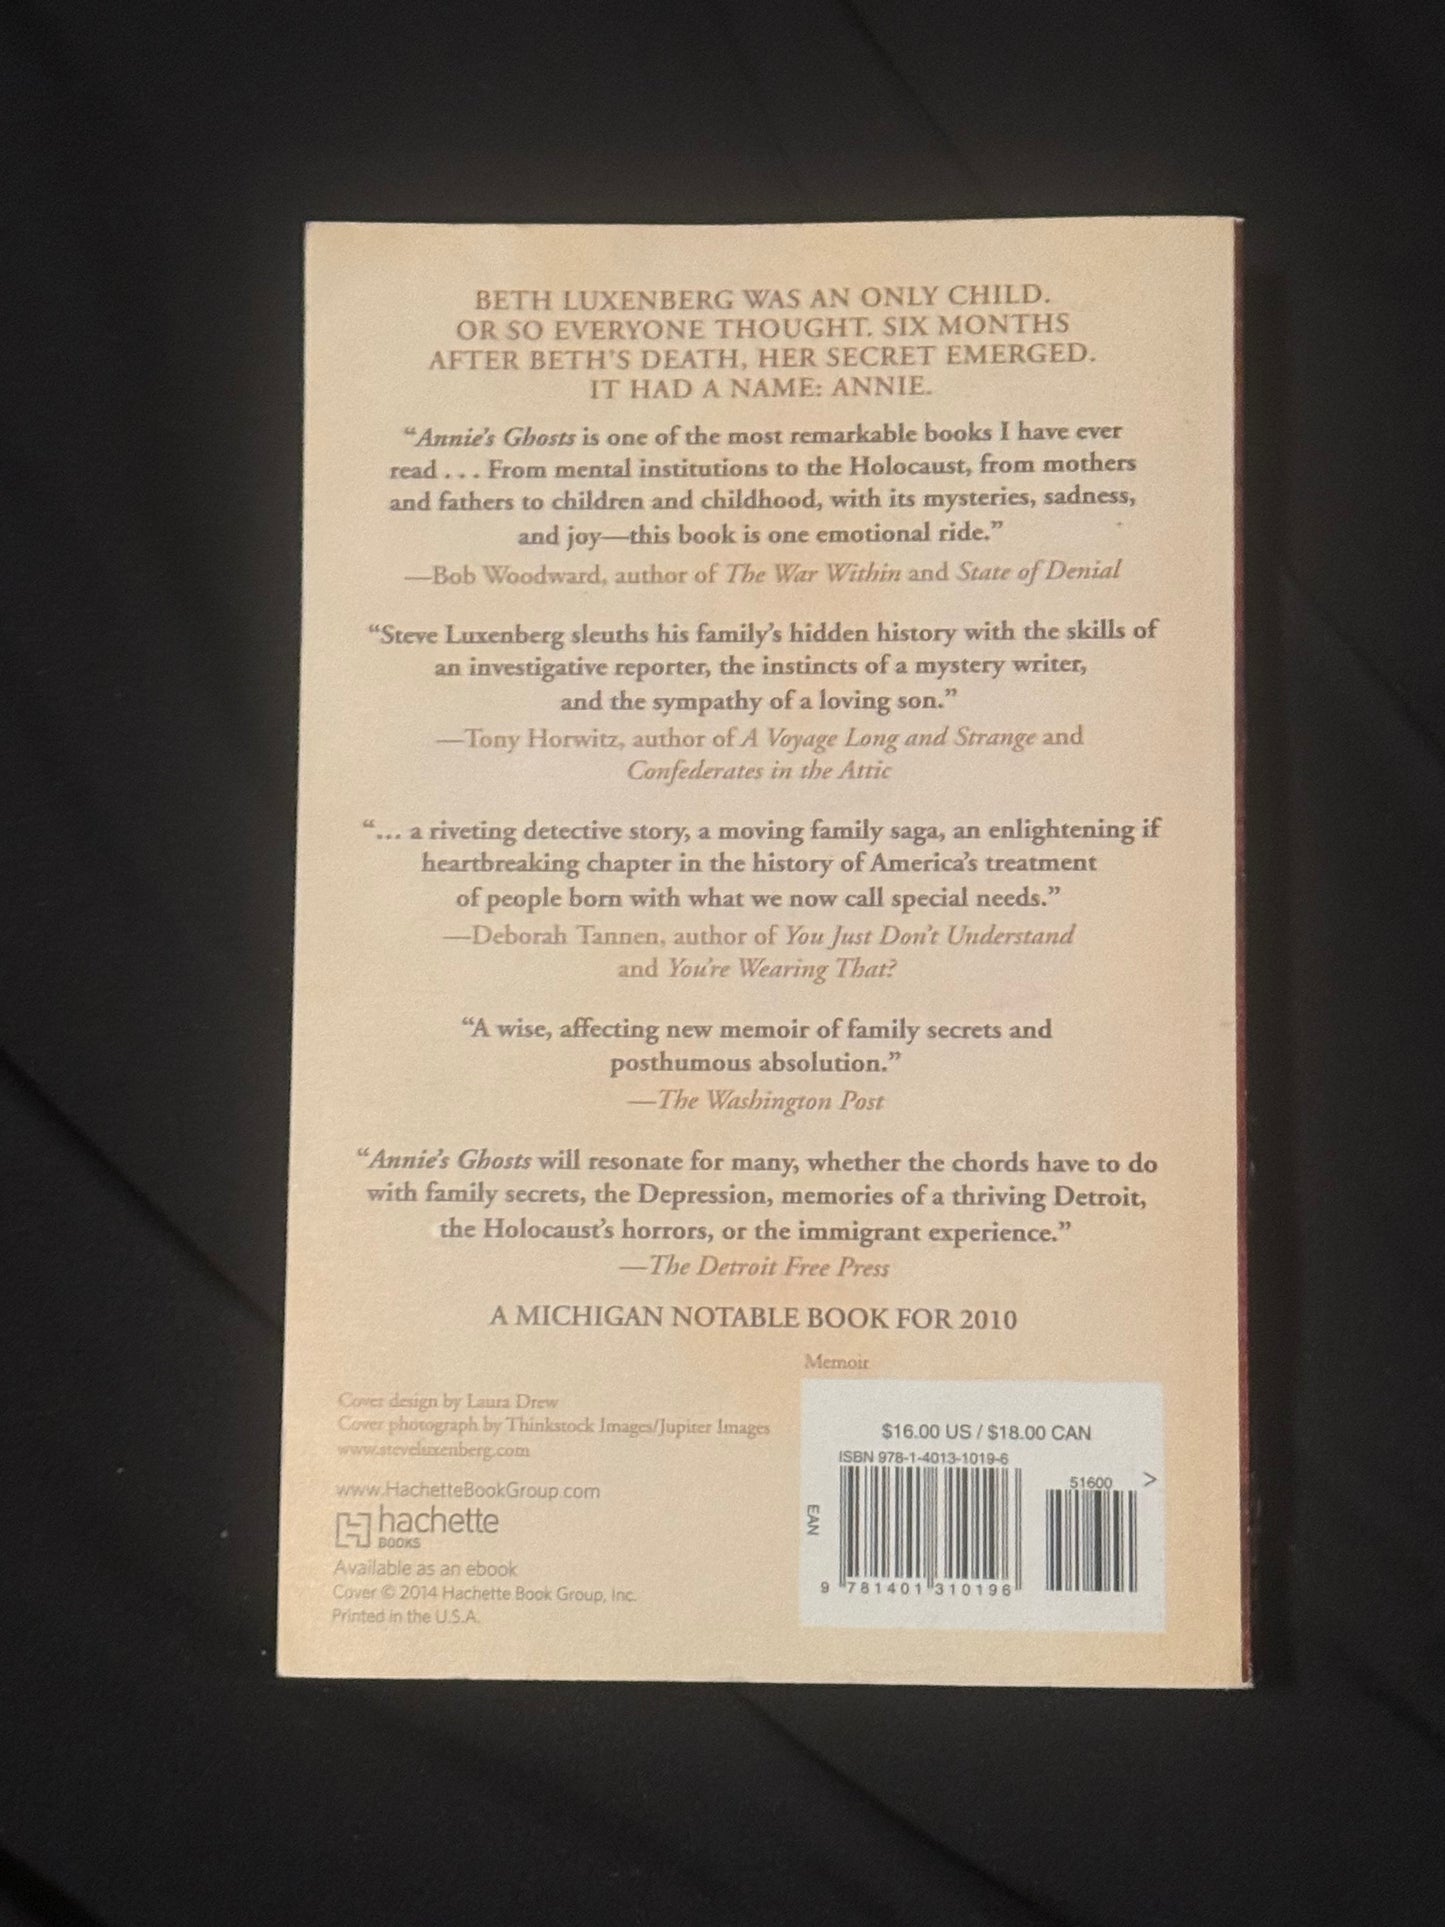 BETH LUXENBERG WAS AN ONLY CHILD.
OR SO EVERYONE THOUGHT. SIX MONTHS
AFTER BETH'S DEATH, HER SECRET EMERGED.
IT HAD A NAME: ANNIE.
“Annie’s Ghosts is one of the most remarkable books I have ever
read . . . From mental institutions to the Holocaust, from mothers
and fathers to children and childhood, with its mysteries, sadness,
and joy—this book is one emotional ride.”
—Bob Woodward, author of The War Within and State of Denial
“Steve Luxenberg sleuths his family’s hidden history with the skills of
an investigative reporter, the instincts of a mystery writer,
and the sympathy of a loving son.”
—Tony Horwitz, author of A Voyage Long and Strange and
Confederates in the Attic
“... a riveting detective story, a moving family saga, an enlightening if
heartbreaking chapter in the history of America’s treatment
of people born with what we now call special needs.”
—Deborah Tannen, author of You Just Don’t Understand
and You’re Wearing That?
“A wise, affecting new memoir of family secrets and
posthumous absolution.”
—The Washington Post
“Annie’s Ghosts will resonate for many, whether the chords have to do
with family secrets, the Depression, memories of a thriving Detroit,
the Holocaust’s horrors, or the immigrant experience.”
—The Detroit Free Press
A MICHIGAN NOTABLE BOOK FOR 2010
Memoir
Cover design by Laura Drew
Cover photograph by Thinkstock Images/Jupiter Images
www.steveluxenberg.com
www.HachetteBookGroup.com
hachette
BOOKS
Available as an ebook
Cover © 2014 Hachette Book Group, Inc.
Printed in the U.S.A.
$16.00 US / $18.00 CAN
ISBN 978-1-4013-1019-6
51600 >
EAN
9 781401 310196